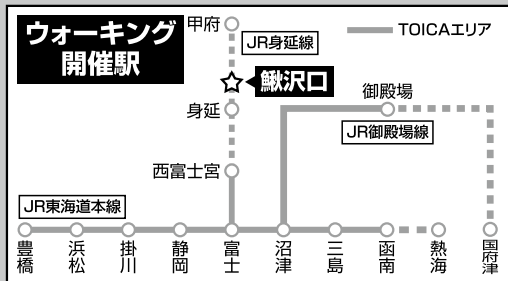 ウォーキング
開催駅
甲府
JR身延線
TOICAエリア
鰍沢口
身延
御殿場
JR御殿場線
西富士宮
JR東海道本線
豊橋
浜松
掛川
静岡
富士
沼津
三島
函南
熱海
国府津